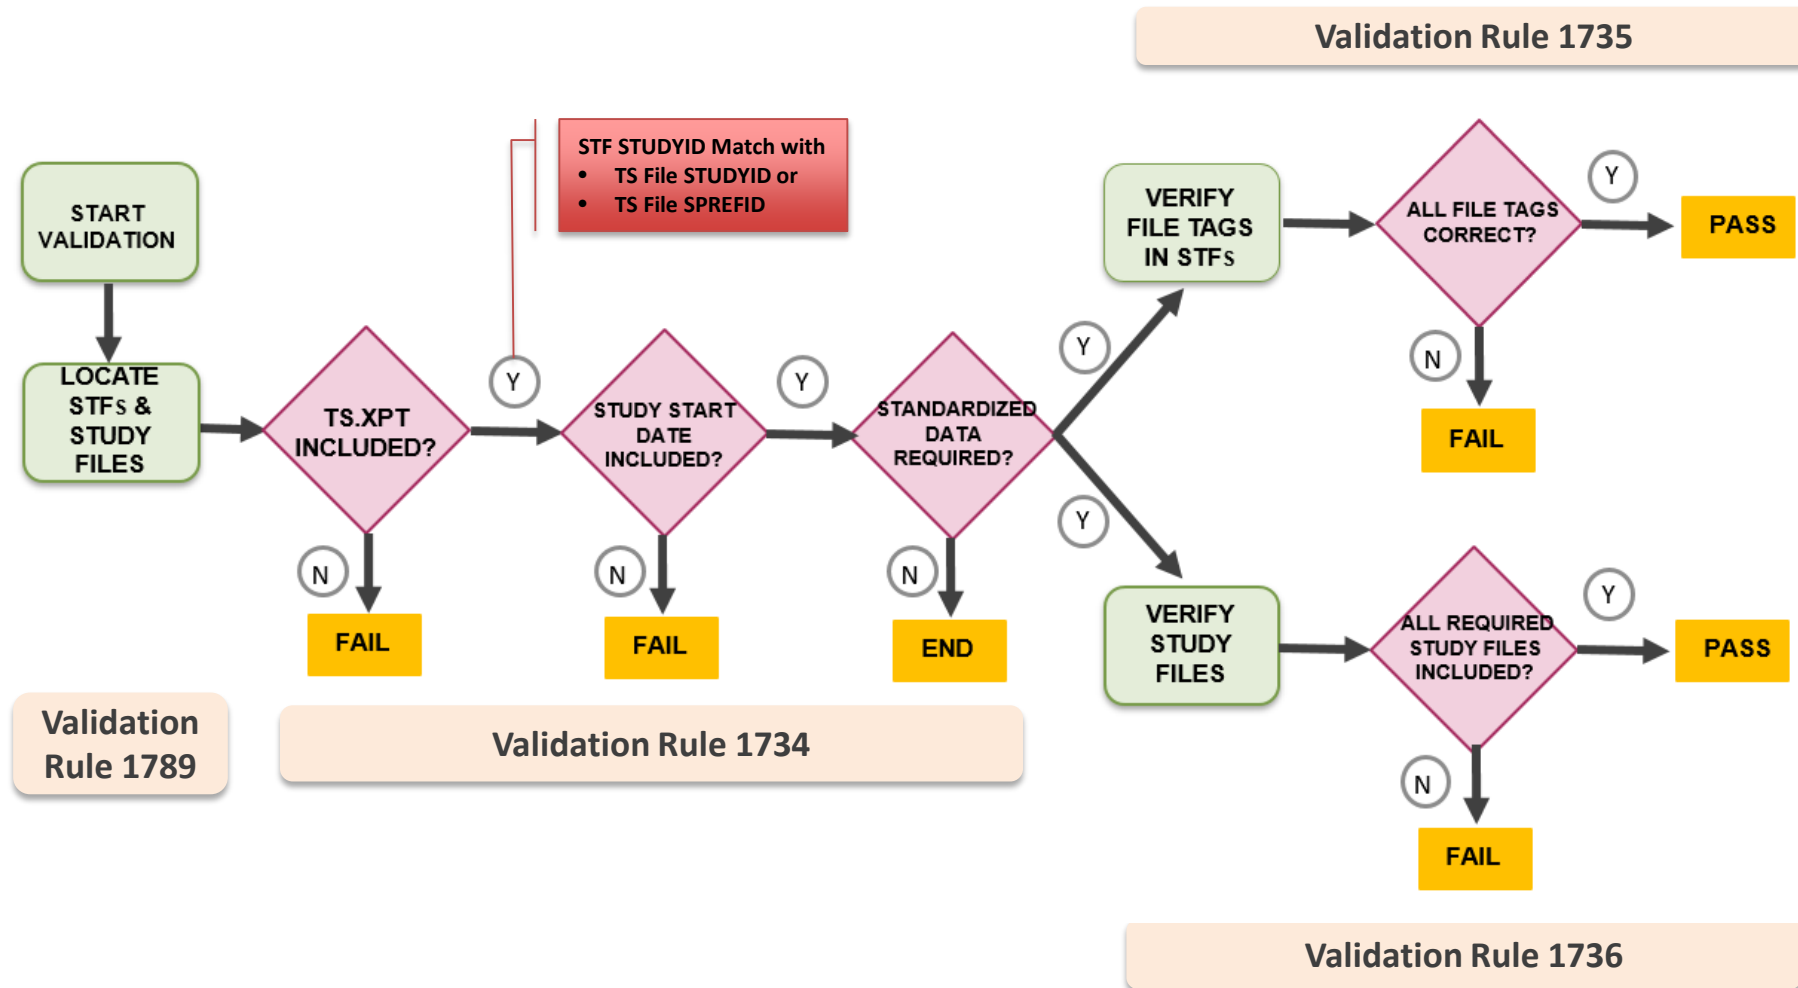 Validation Rule 1735
STF STUDYID Match with
• TS File STUDYID or
• TS File SPREFID
START
VALIDATION
LOCATE
STFs &
STUDY
FILES
TS.XPT
INCLUDED?
Y
N
FAIL
STUDY START
DATE
INCLUDED?
Y
N
FAIL
STANDARDIZED
DATA
REQUIRED?
N
END
Y
Y
VERIFY
FILE TAGS
IN STFs
ALL FILE TAGS
CORRECT?
Y
PASS
N
FAIL
VERIFY
STUDY
FILES
ALL REQUIRED
STUDY FILES
INCLUDED?
Y
PASS
N
FAIL
Validation
Rule 1789
Validation Rule 1734
Validation Rule 1736